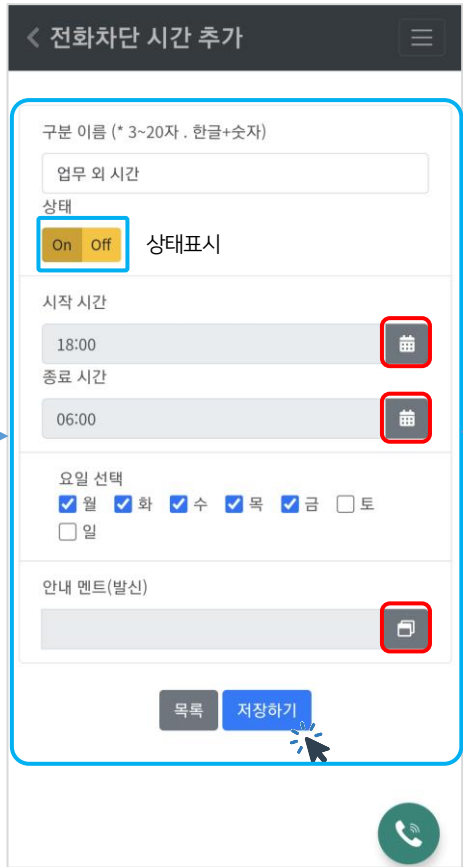 전화차단 시간 추가
구분 이름 (* 3~20자 . 한글+숫자)
업무 외 시간
상태
On Off 상태표시
시작 시간
18:00
종료 시간
06:00
요일 선택
월 화 수 목 금 토
일
안내 멘트(발신)
목록 저장하기